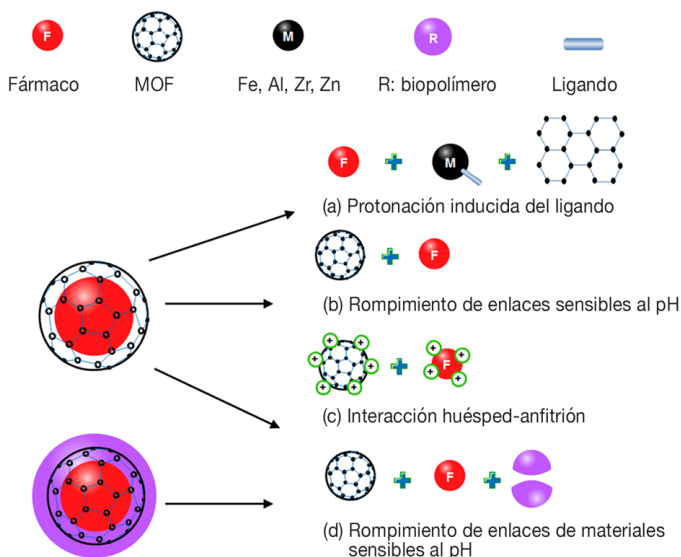 F
M
R
Fármaco
MOF
Fe, Al, Zr, Zn
R: biopolímero
Ligando
F
M
(a) Protonación inducida del ligando
F
(b) Rompimiento de enlaces sensibles al pH
+ + + + + + F + + + +
(c) Interacción huésped-anfitrión
F
(d) Rompimiento de enlaces de materiales
sensibles al pH